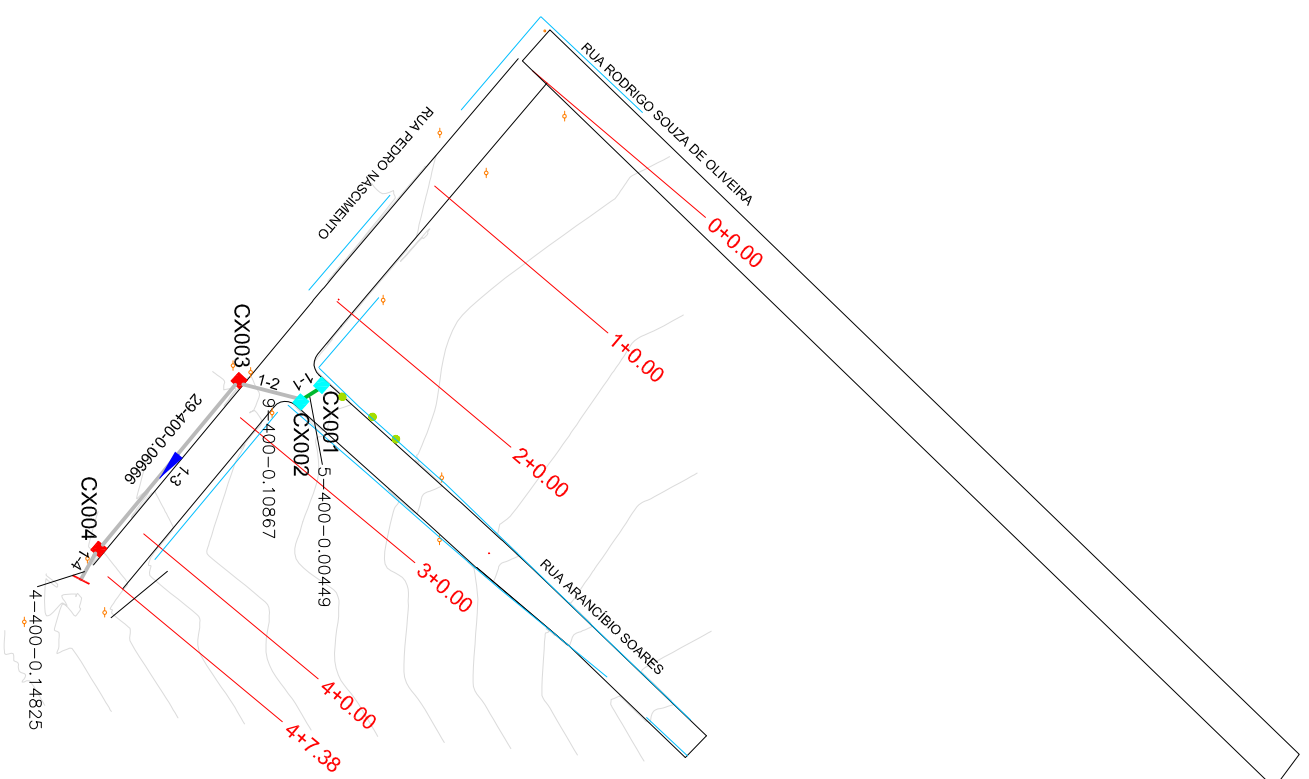 RUA RODRIGO SOUZA DE OLIVEIRA
RUA PEDRO NASCIMENTO
0+0.00
1+0.00
CX003
1-2
1-1
CX001
CX002
29-400-0.06666
1-3
9-400-0.10867
5-400-0.00449
2+0.00
CX004
1-4
3+0.00
RUA ARANCÍBIO SOARES
4-400-0.14825
4+0.00
4+7.38